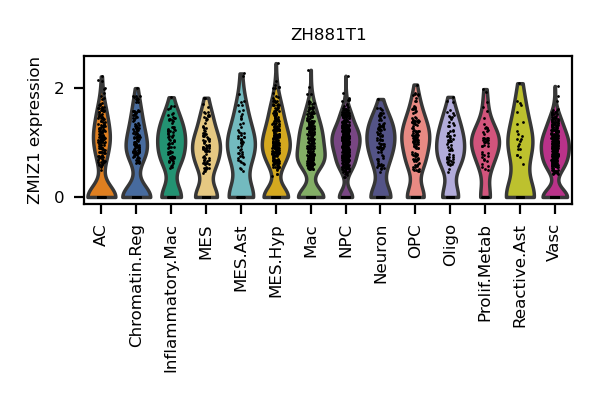 ZH881T1
ZMIZ1 expression
2
0
AC
Chromatin.Reg
Inflammatory.Mac
MES
MES.Ast
MES.Hyp
Mac
NPC
Neuron
OPC
Oligo
Prolif.Metab
Reactive.Ast
Vasc